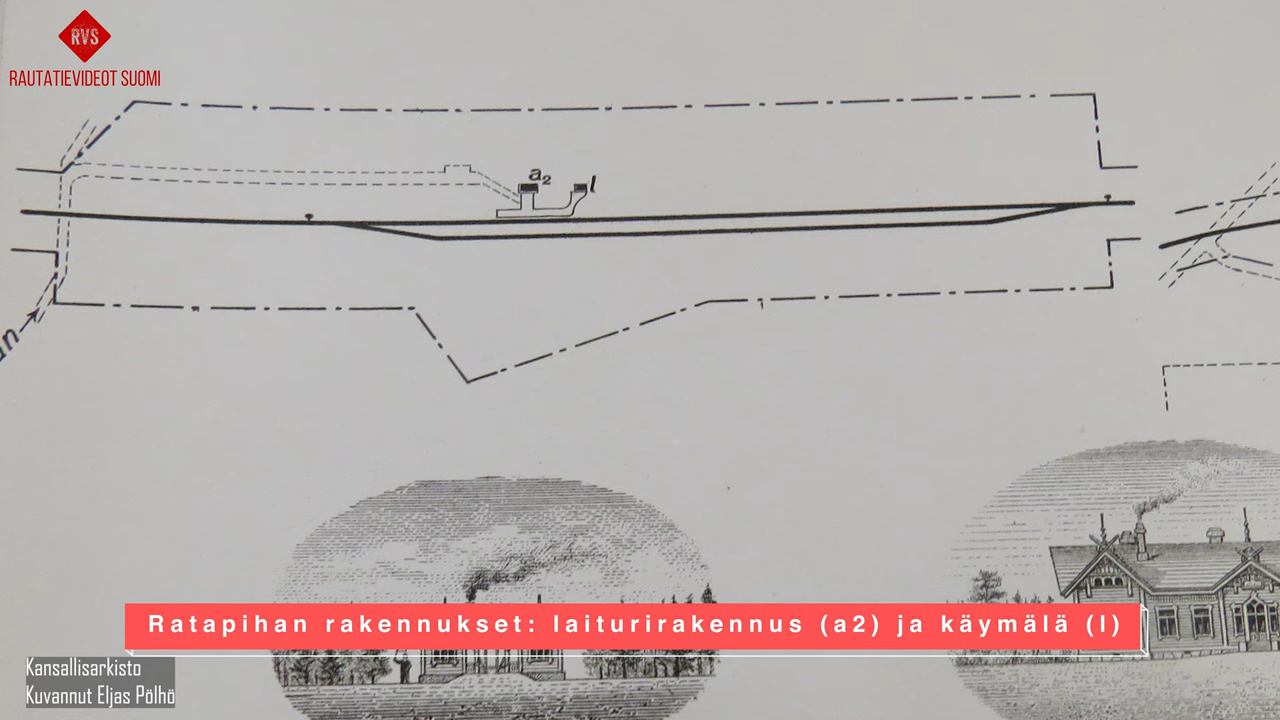 RVS
RAUTATIEVIDEOT SUOMI
a2
l
Ratapihan rakennukset: laiturirakennus (a2) ja käymälä (l)
Kansallisarkisto
Kuvannut Eljas Pölhö